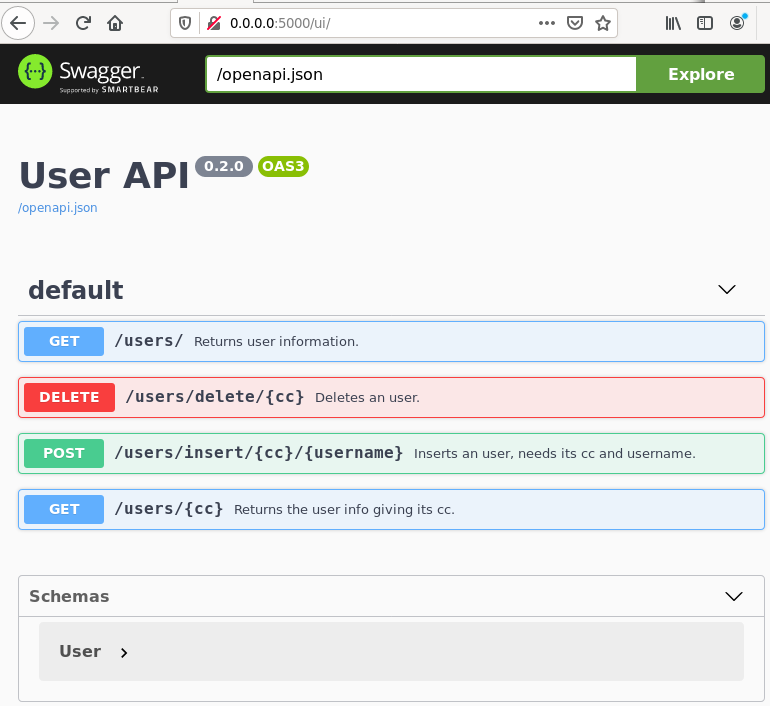 0.0.0.0:5000/ui/
Swagger
Supported by SMARTBEAR
/openapi.json
Explore
User API 0.2.0 OAS3
/openapi.json
default
GET /users/ Returns user information.
DELETE /users/delete/{cc} Deletes an user.
POST /users/insert/{cc}/{username} Inserts an user, needs its cc and username.
GET /users/{cc} Returns the user info giving its cc.
Schemas
User